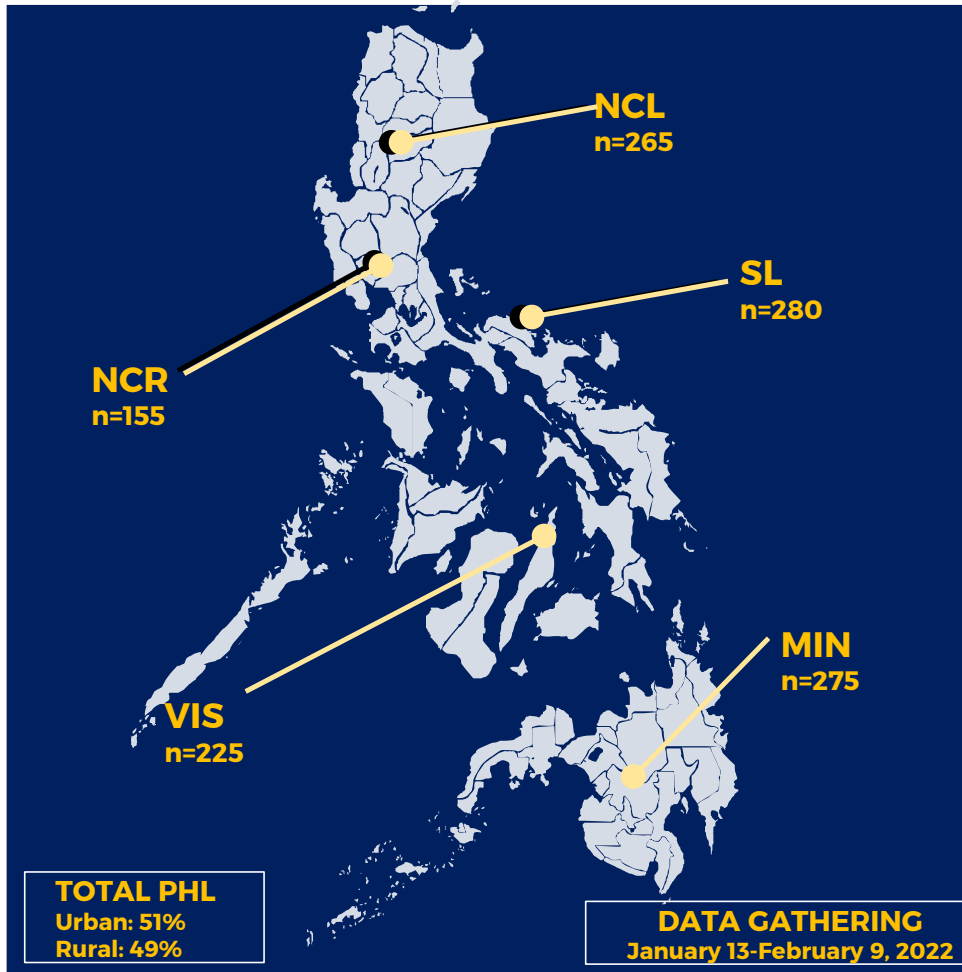 NCL
n=265
SL
n=280
NCR
n=155
MIN
n=275
VIS
n=225
TOTAL PHL
Urban: 51%
Rural: 49%
DATA GATHERING
January 13-February 9, 2022